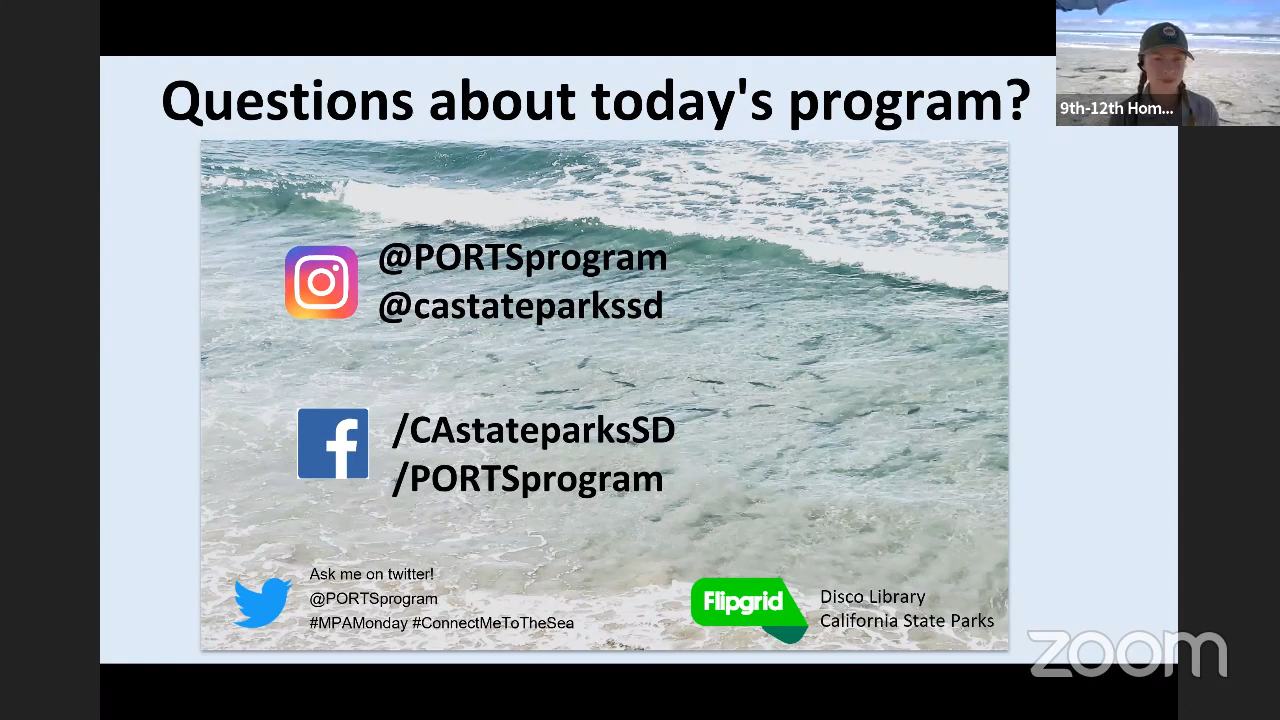 Questions about today's program?
9th-12th Hom...
@PORTSprogram
@castateparkssd
/CAstateparksSD
/PORTSprogram
Ask me on twitter!
@PORTSprogram
#MPAMonday #ConnectMeToTheSea
Flipgrid
Disco Library
California State Parks
zoom